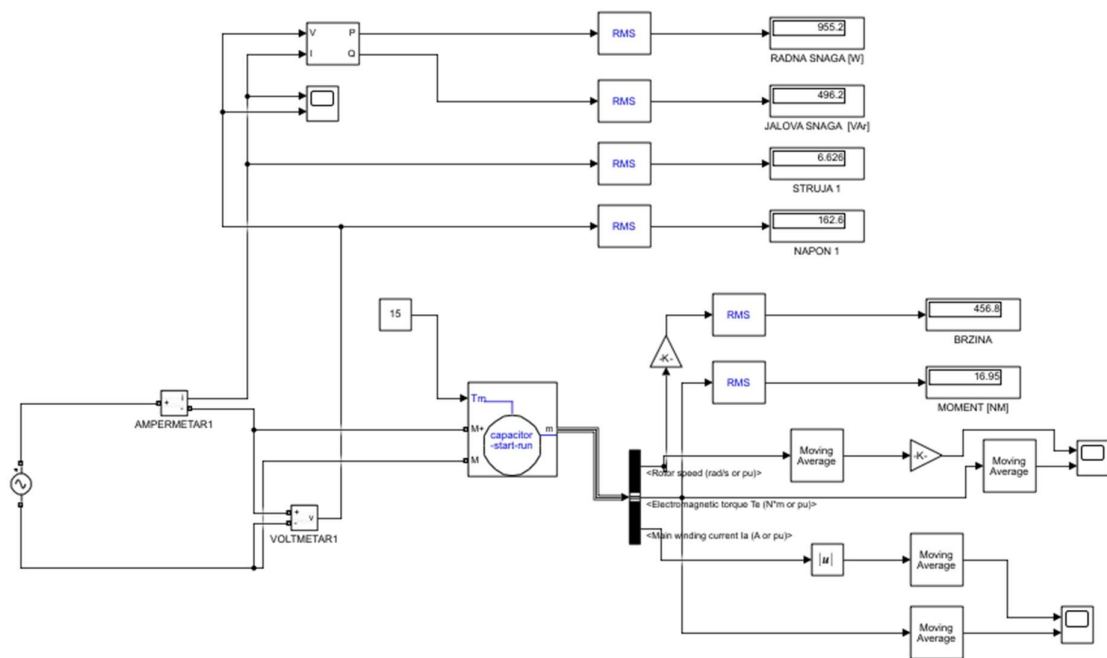 V
P
RMS
955.2
RADNA SNAGA [W]
I
Q
RMS
496.2
JALOVA SNAGA [VAr]
RMS
6.626
STRUJA 1
RMS
162.6
NAPON 1
15
RMS
456.8
BRZINA
-K-
RMS
16.95
MOMENT [NM]
+
i
-
AMPERMETAR1
Tm
M+
M
capacitor
-start-run
m
Moving
Average
-K-
Moving
Average
<Rotor speed (rad/s or pu)>
<Electromagnetic torque Te (N*m or pu)>
<Main winding current Ia (A or pu)>
+
-
v
VOLTMETAR1
|u|
Moving
Average
Moving
Average